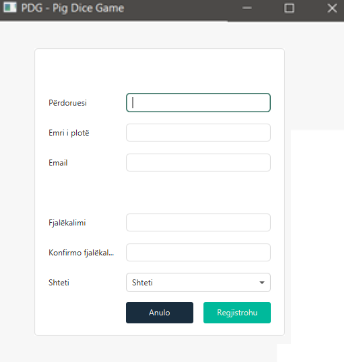 PDG - Pig Dice Game
Përdoruesi
Emri i plotë
Email
Fjalëkalimi
Konfirmo fjalëkal...
Shteti Shteti
Anulo Regjistrohu